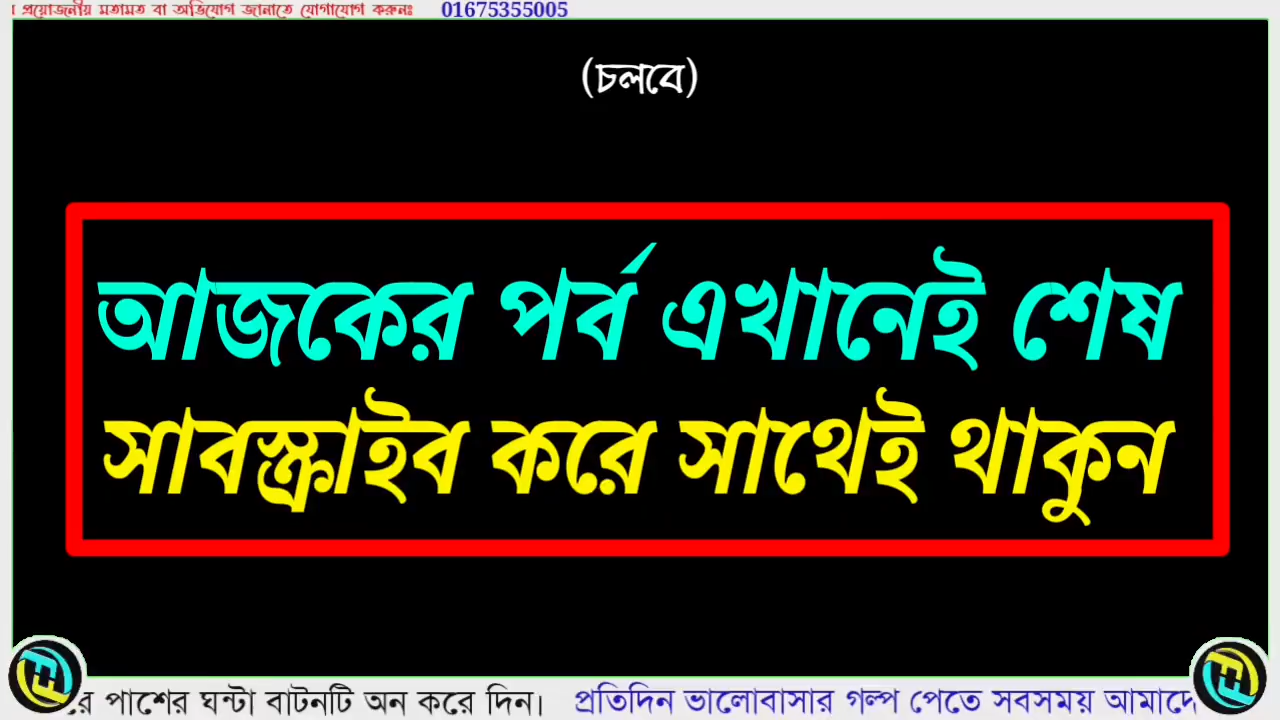 প্রয়োজনীয় মতামত বা অভিযোগ জানাতে যোগাযোগ করুনঃ 01675355005
(চলবে)
আজকের পর্ব এখানেই শেষ
সাবস্ক্রাইব করে সাথেই থাকুন
পাশের ঘন্টা বাটনটি অন করে দিন। প্রতিদিন ভালোবাসার গল্প পেতে সবসময়